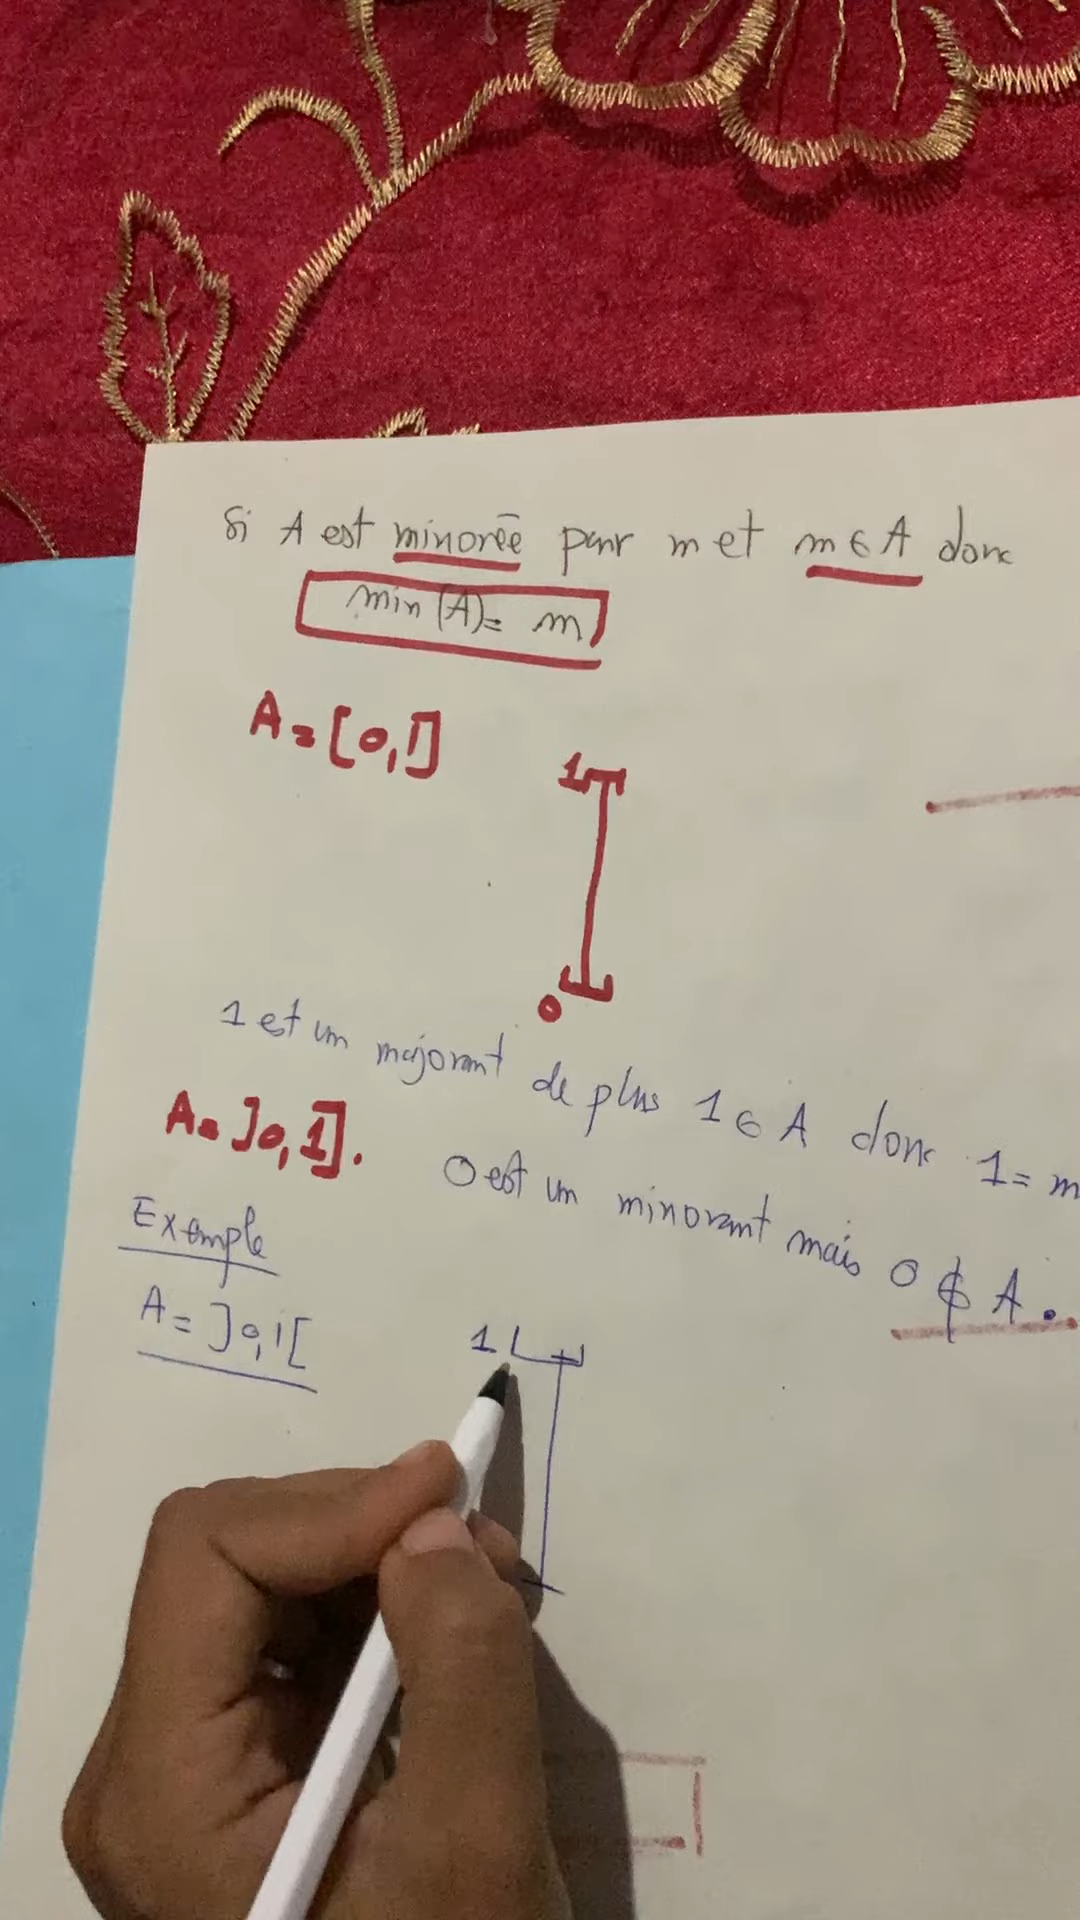 Si A est minorée par m et m ∈ A donc
min (A) = m
A = [0,1]
1
0
1 est un majorant de plus 1 ∈ A donc 1 = m
A = ]0,1].
0 est un minorant mais 0 ∉ A.
Exemple
A = ]0,1[
1